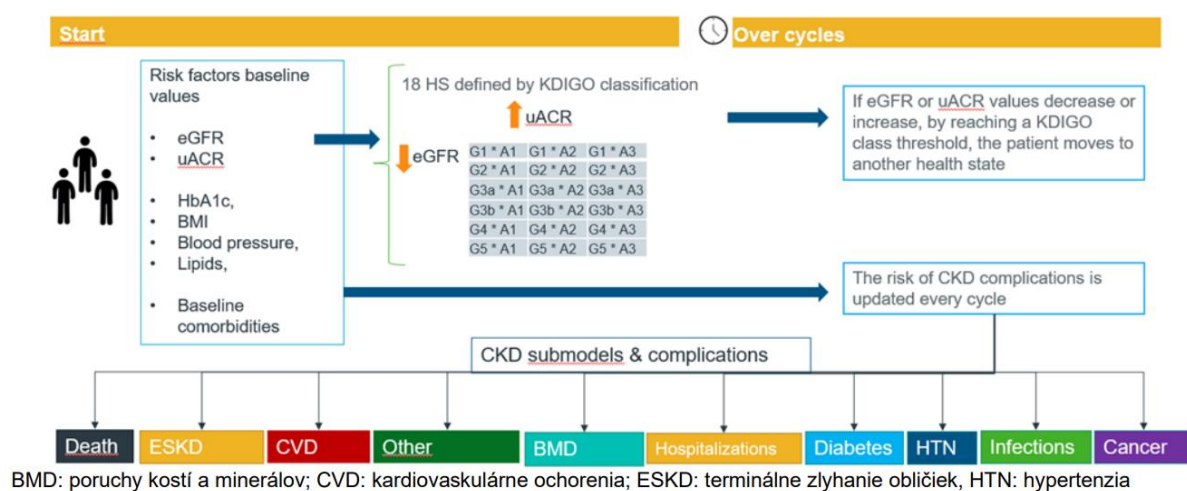 Start
Over cycles
Risk factors baseline
values
• eGFR
• uACR
• HbA1c,
• BMI
• Blood pressure,
• Lipids,
• Baseline
comorbidities
18 HS defined by KDIGO classification
uACR
eGFR
G1 * A1 G1 * A2 G1 * A3
G2 * A1 G2 * A2 G2 * A3
G3a * A1 G3a * A2 G3a * A3
G3b * A1 G3b * A2 G3b * A3
G4 * A1 G4 * A2 G4 * A3
G5 * A1 G5 * A2 G5 * A3
If eGFR or uACR values decrease or
increase, by reaching a KDIGO
class threshold, the patient moves to
another health state
The risk of CKD complications is
updated every cycle
CKD submodels & complications
Death ESKD CVD Other BMD Hospitalizations Diabetes HTN Infections Cancer
BMD: poruchy kostí a minerálov; CVD: kardiovaskulárne ochorenia; ESKD: terminálne zlyhanie obličiek, HTN: hypertenzia